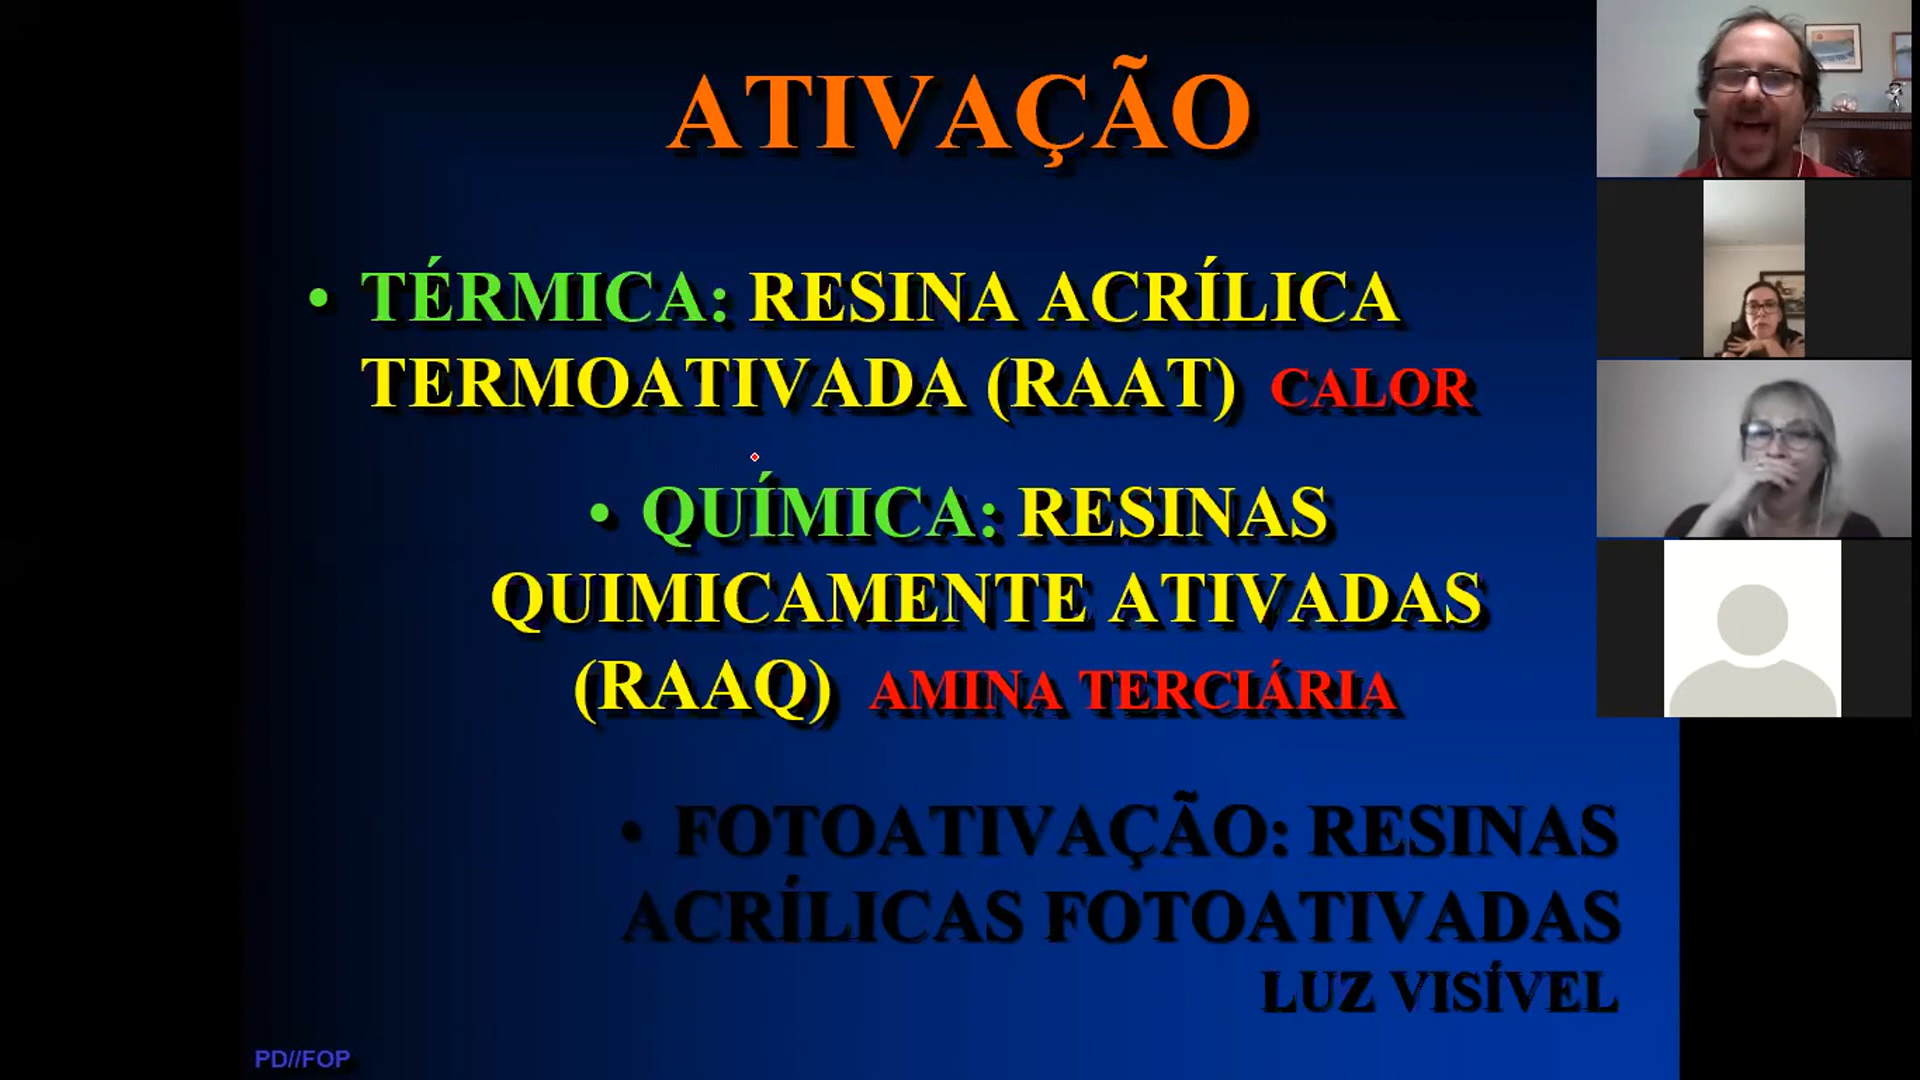 ATIVAÇÃO
• TÉRMICA: RESINA ACRÍLICA
TERMOATIVADA (RAAT) CALOR
• QUÍMICA: RESINAS
QUIMICAMENTE ATIVADAS
(RAAQ) AMINA TERCIÁRIA
• FOTOATIVAÇÃO: RESINAS
ACRÍLICAS FOTOATIVADAS
LUZ VISÍVEL
PD//FOP